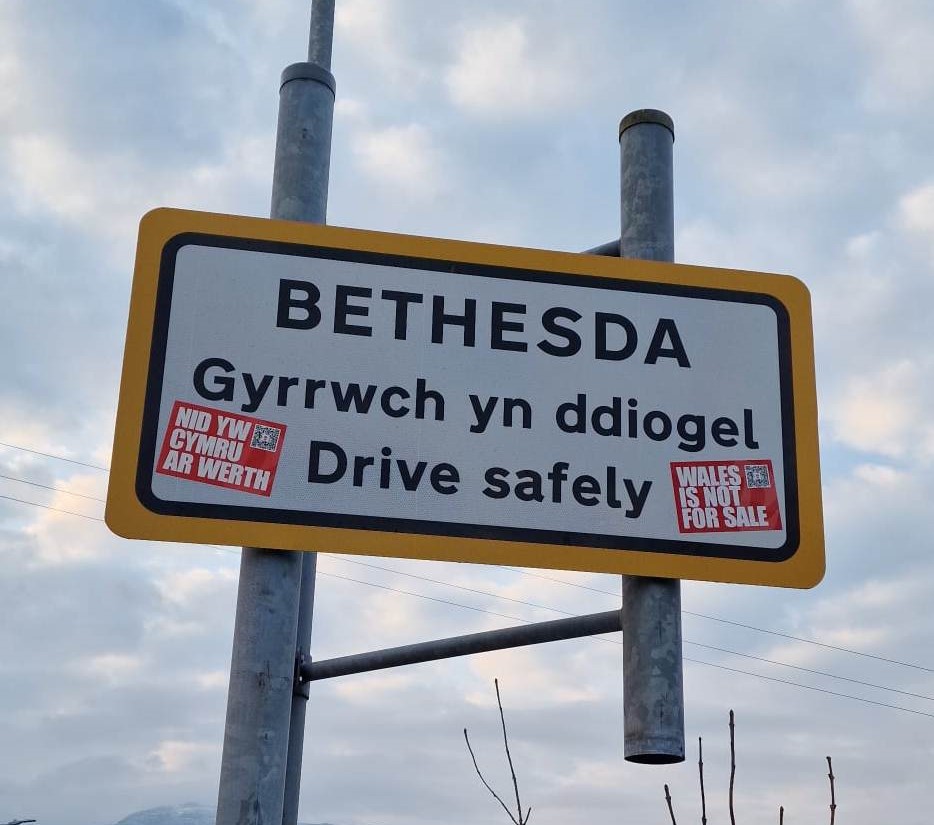 BETHESDA
Gyrrwch yn ddiogel
Drive safely
NID YW
CYMRU
AR WERTH
WALES
IS NOT
FOR SALE